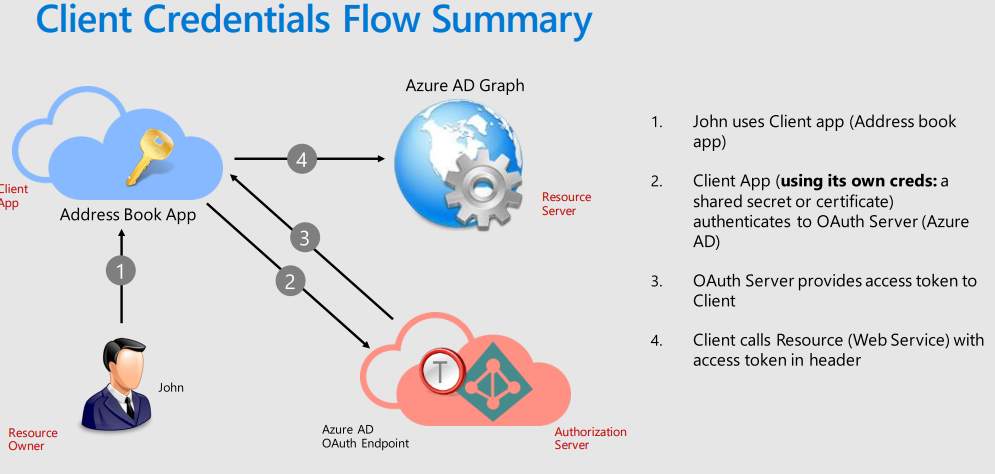 Client Credentials Flow Summary
Azure AD Graph
4
Client
App
Address Book App
Resource
Server
3
1
2
John
Resource
Owner
T
Azure AD
OAuth Endpoint
Authorization
Server
1. John uses Client app (Address book
app)
2. Client App (using its own creds: a
shared secret or certificate)
authenticates to OAuth Server (Azure
AD)
3. OAuth Server provides access token to
Client
4. Client calls Resource (Web Service) with
access token in header